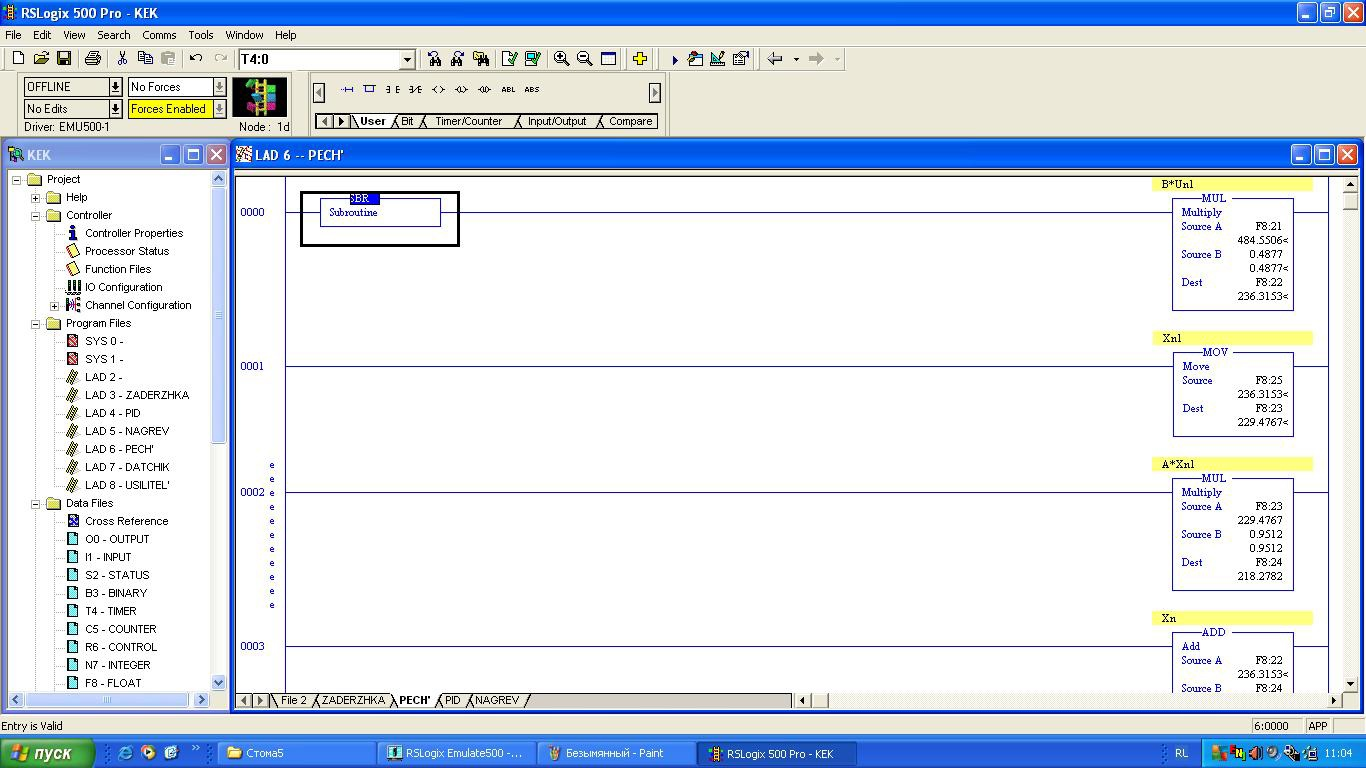 RSLogix 500 Pro - KEK
File Edit View Search Comms Tools Window Help
T4:0
OFFLINE No Forces
No Edits Forces Enabled
Driver: EMU500-1 Node : 1d
ABL ABS
User Bit Timer/Counter Input/Output Compare
KEK
Project
Help
Controller
Controller Properties
Processor Status
Function Files
IO Configuration
Channel Configuration
Program Files
SYS 0 -
SYS 1 -
LAD 2 -
LAD 3 - ZADERZHKA
LAD 4 - PID
LAD 5 - NAGREV
LAD 6 - PECH'
LAD 7 - DATCHIK
LAD 8 - USILITEL'
Data Files
Cross Reference
O0 - OUTPUT
I1 - INPUT
S2 - STATUS
B3 - BINARY
T4 - TIMER
C5 - COUNTER
R6 - CONTROL
N7 - INTEGER
F8 - FLOAT
LAD 6 -- PECH'
0000
SBR
Subroutine
B*Un1
MUL
Multiply
Source A F8:21
484.5506<
Source B 0.4877
0.4877<
Dest F8:22
236.3153<
0001
Xn1
MOV
Move
Source F8:25
236.3153<
Dest F8:23
229.4767<
e
e
0002 e
e
e
e
e
e
e
e
e
A*Xn1
MUL
Multiply
Source A F8:23
229.4767
Source B 0.9512
0.9512
Dest F8:24
218.2782
0003
Xn
ADD
Add
Source A F8:22
236.3153<
Source B F8:24
File 2 ZADERZHKA PECH' PID NAGREV
Entry is Valid 6:0000 APP
пуск » Стома5 RSLogix Emulate500 -... Безымянный - Paint RSLogix 500 Pro - KEK RL 11:04